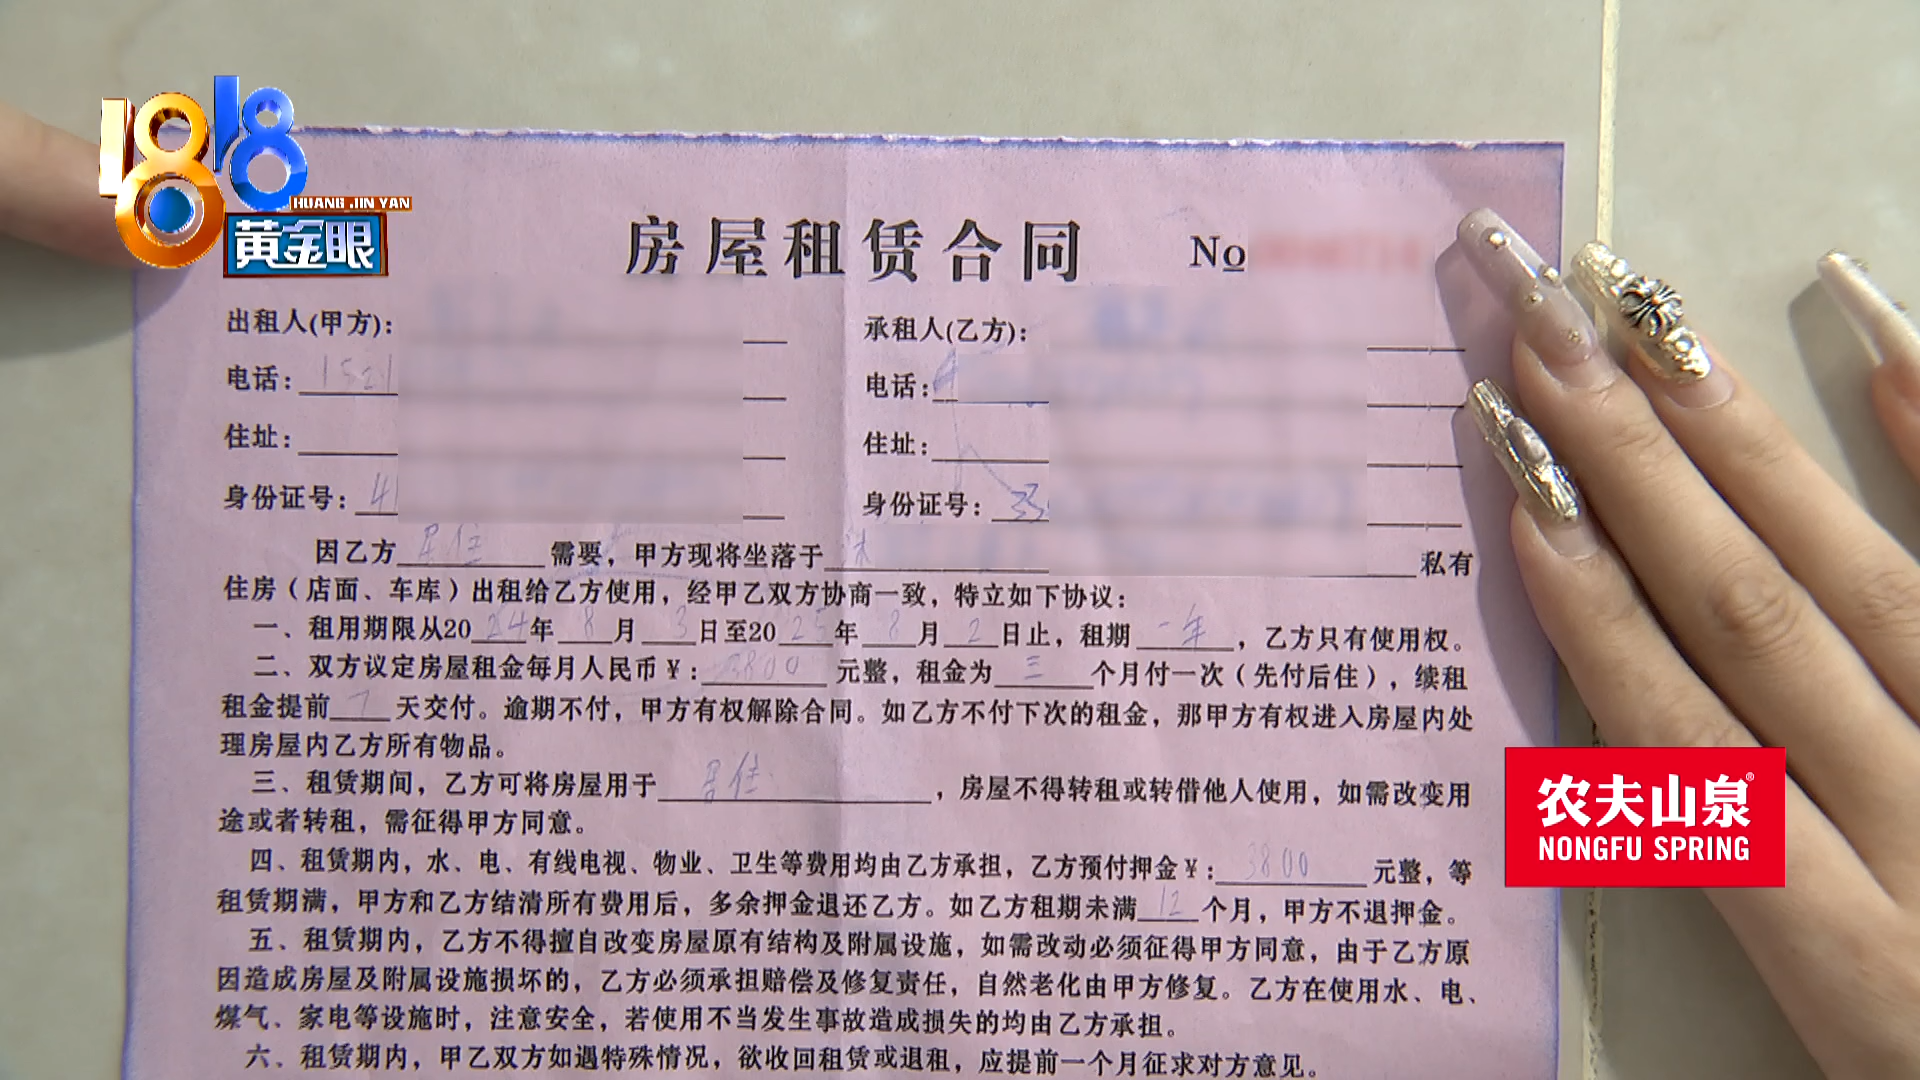 1818
HUANG JIN YAN
黄金眼
房屋租赁合同 No
出租人(甲方):
电话: 1521
住址:
身份证号: 41
承租人(乙方):
电话:
住址:
身份证号: 33
因乙方 居住 需要，甲方现将坐落于 私有
住房（店面、车库）出租给乙方使用，经甲乙双方协商一致，特立如下协议:
一、租用期限从20 24 年 8 月 3 日至20 25 年 8 月 2 日止，租期 一年 ，乙方只有使用权。
二、双方议定房屋租金每月人民币￥: 3800 元整，租金为 三 个月付一次（先付后住），续租
租金提前 7 天交付。逾期不付，甲方有权解除合同。如乙方不付下次的租金，那甲方有权进入房屋内处
理房屋内乙方所有物品。
三、租赁期间，乙方可将房屋用于 居住 ，房屋不得转租或转借他人使用，如需改变用
途或者转租，需征得甲方同意。
四、租赁期内，水、电、有线电视、物业、卫生等费用均由乙方承担，乙方预付押金￥: 3800 元整，等
租赁期满，甲方和乙方结清所有费用后，多余押金退还乙方。如乙方租期未满 12 个月，甲方不退押金。
五、租赁期内，乙方不得擅自改变房屋原有结构及附属设施，如需改动必须征得甲方同意，由于乙方原
因造成房屋及附属设施损坏的，乙方必须承担赔偿及修复责任，自然老化由甲方修复。乙方在使用水、电、
煤气、家电等设施时，注意安全，若使用不当发生事故造成损失的均由乙方承担。
六、租赁期内，甲乙双方如遇特殊情况，欲收回租赁或退租，应提前一个月征求对方意见。
农夫山泉®
NONGFU SPRING